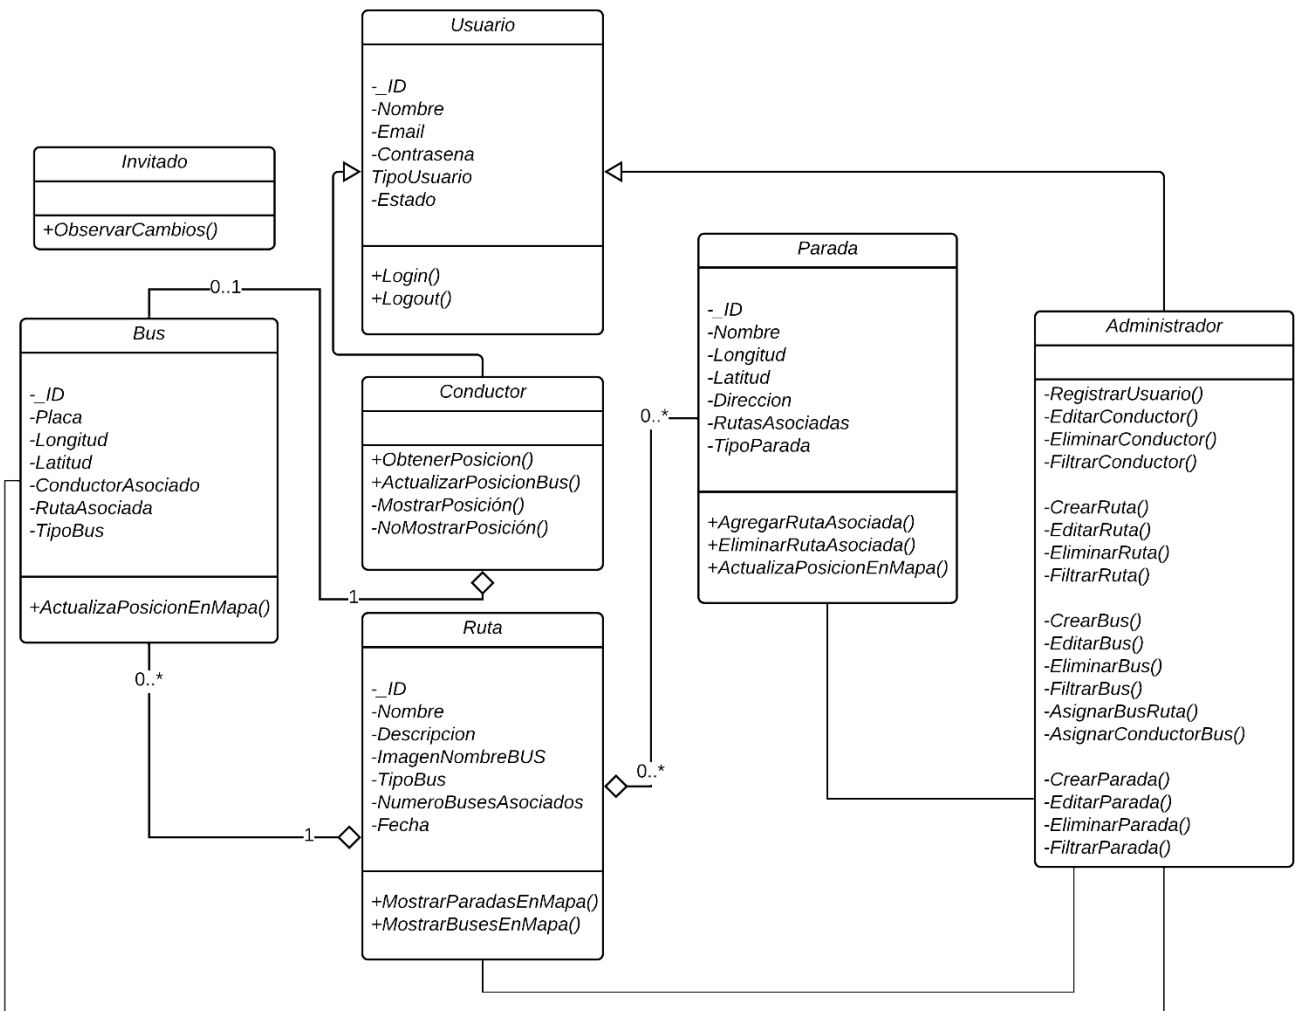 Usuario
-_ID
-Nombre
-Email
-Contrasena
TipoUsuario
-Estado
+Login()
+Logout()
Invitado
+ObservarCambios()
0..1
Bus
-_ID
-Placa
-Longitud
-Latitud
-ConductorAsociado
-RutaAsociada
-TipoBus
+ActualizaPosicionEnMapa()
0..*
1
Conductor
+ObtenerPosicion()
+ActualizarPosicionBus()
-MostrarPosición()
-NoMostrarPosición()
1
Ruta
-_ID
-Nombre
-Descripcion
-ImagenNombreBUS
-TipoBus
-NumeroBusesAsociados
-Fecha
+MostrarParadasEnMapa()
+MostrarBusesEnMapa()
0..*
0..*
Parada
-_ID
-Nombre
-Longitud
-Latitud
-Direccion
-RutasAsociadas
-TipoParada
+AgregarRutaAsociada()
+EliminarRutaAsociada()
+ActualizaPosicionEnMapa()
Administrador
-RegistrarUsuario()
-EditarConductor()
-EliminarConductor()
-FiltrarConductor()
-CrearRuta()
-EditarRuta()
-EliminarRuta()
-FiltrarRuta()
-CrearBus()
-EditarBus()
-EliminarBus()
-FiltrarBus()
-AsignarBusRuta()
-AsignarConductorBus()
-CrearParada()
-EditarParada()
-EliminarParada()
-FiltrarParada()